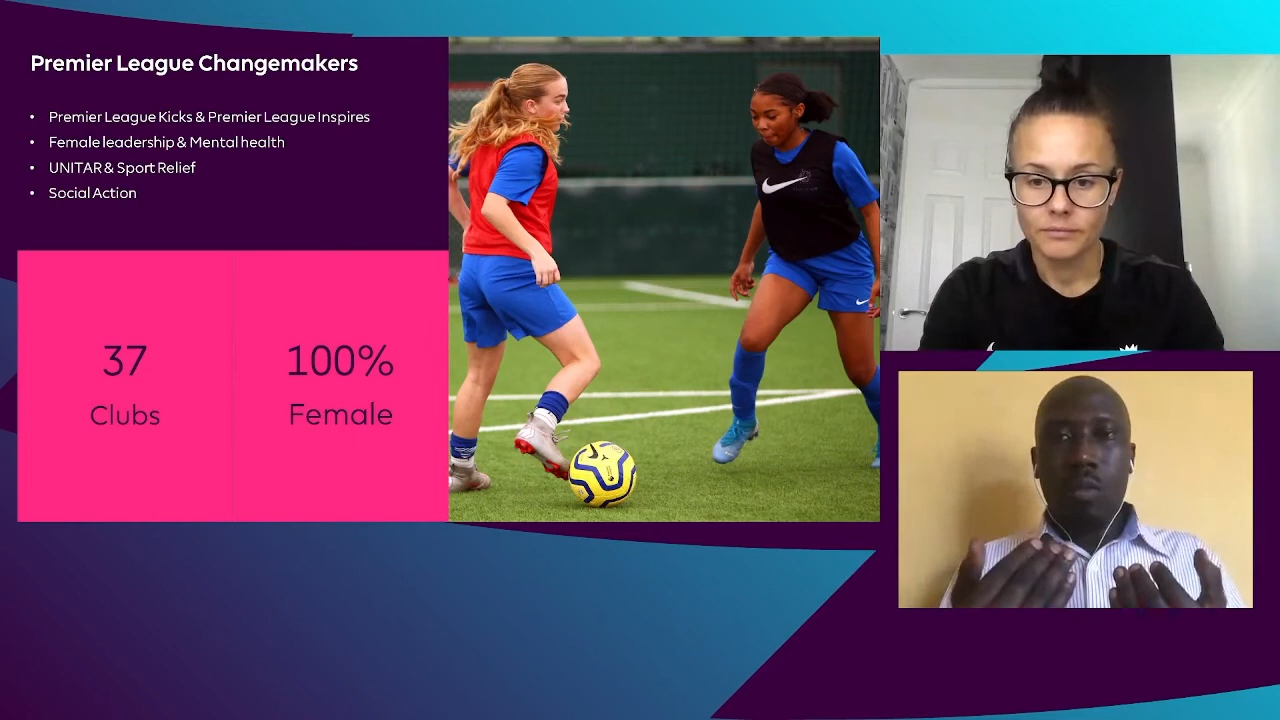 Premier League Changemakers
• Premier League Kicks & Premier League Inspires
• Female leadership & Mental health
• UNITAR & Sport Relief
• Social Action
37
Clubs
100%
Female